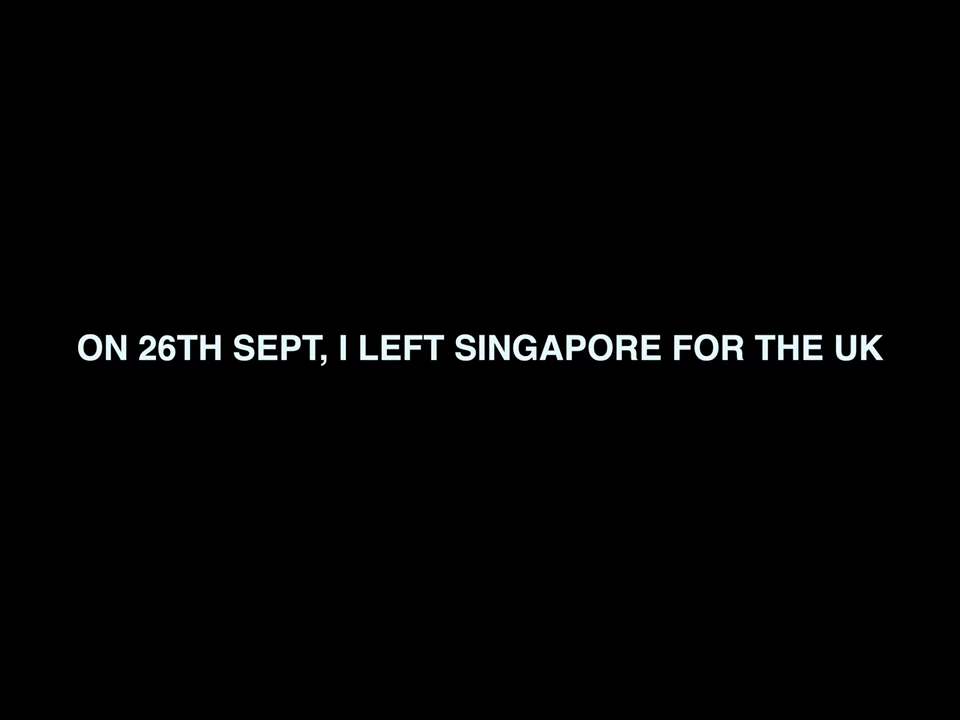 ON 26TH SEPT, I LEFT SINGAPORE FOR THE UK